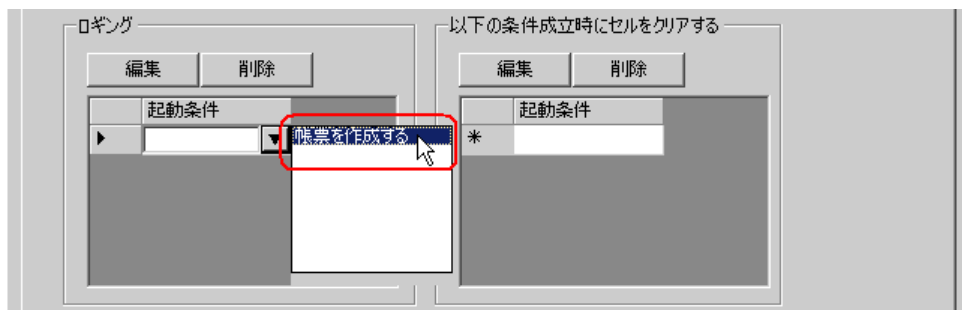 ロギング
以下の条件成立時にセルをクリアする
編集 削除
編集 削除
起動条件
起動条件
帳票を作成する
*